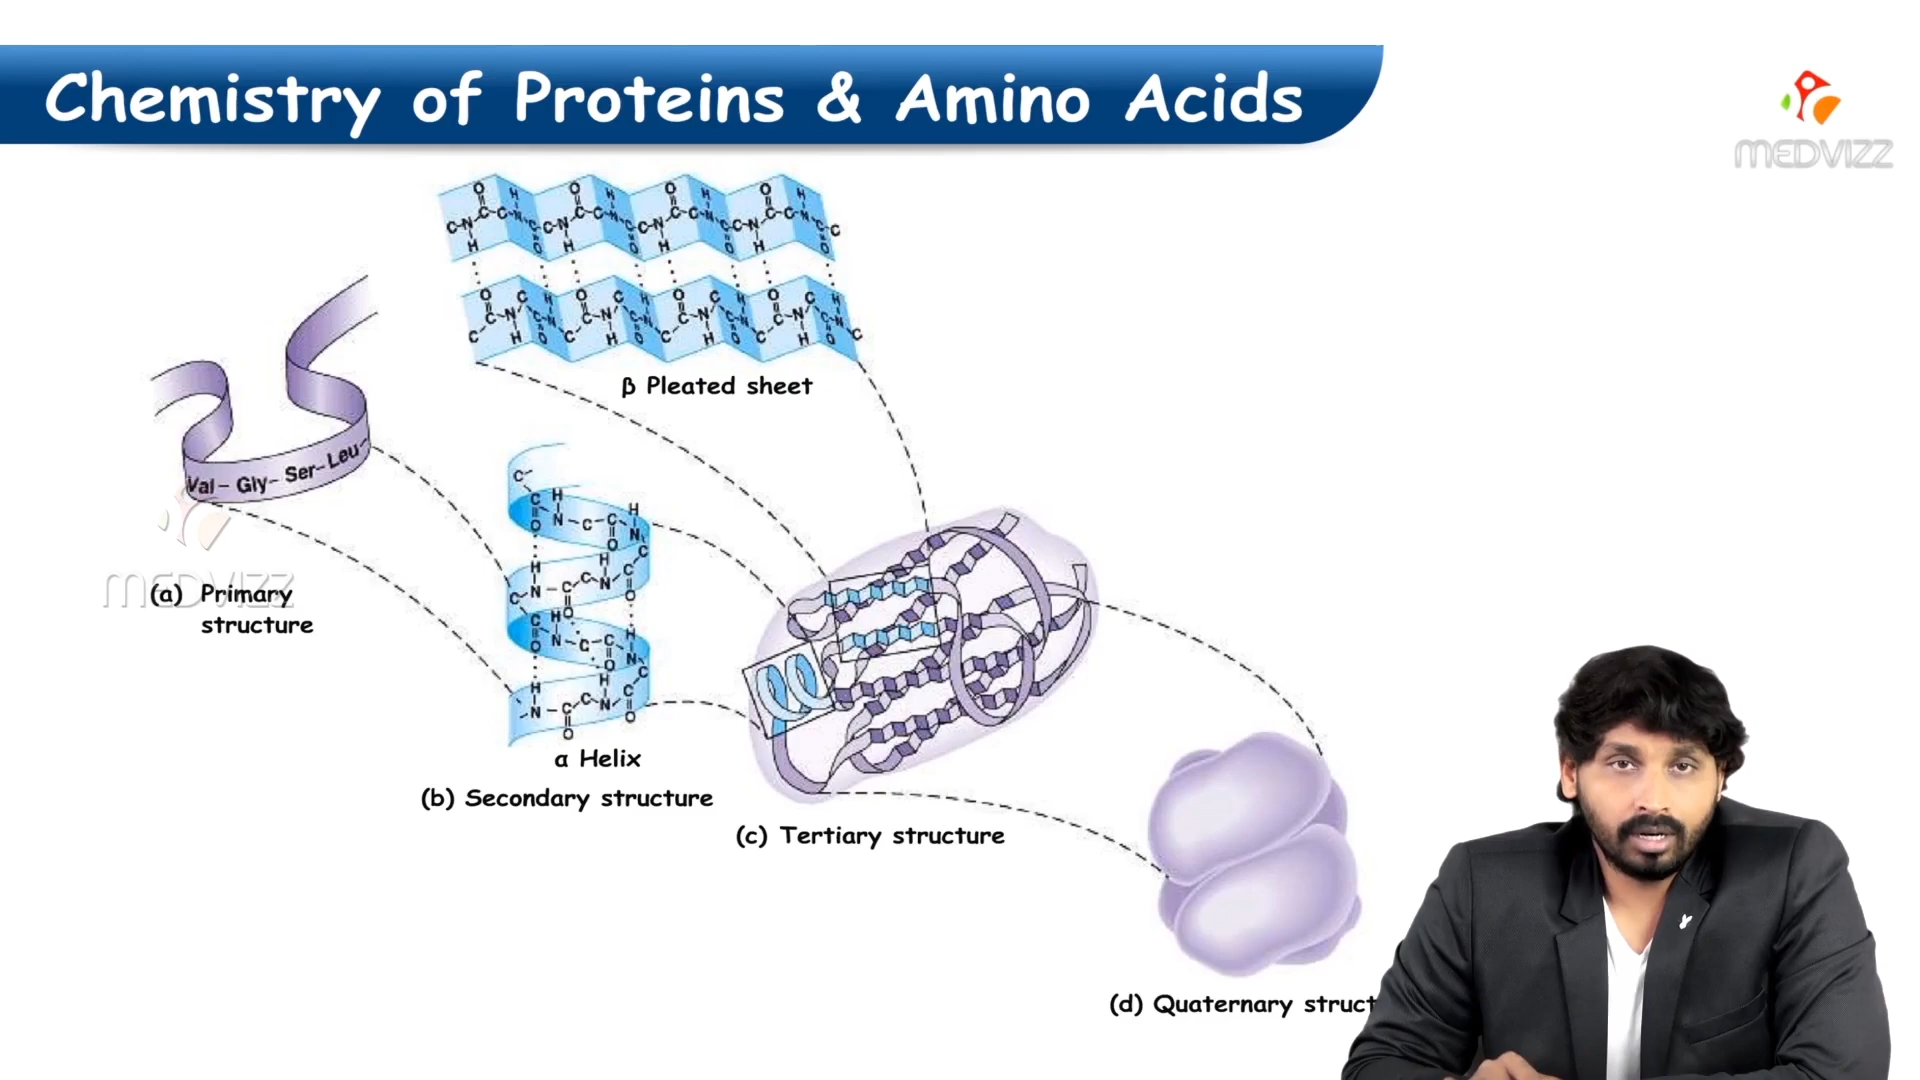 Chemistry of Proteins & Amino Acids
MEDVIZZ
β Pleated sheet
Val - Gly - Ser - Leu -
MEDVIZZ
(a) Primary
structure
α Helix
(b) Secondary structure
(c) Tertiary structure
(d) Quaternary struct